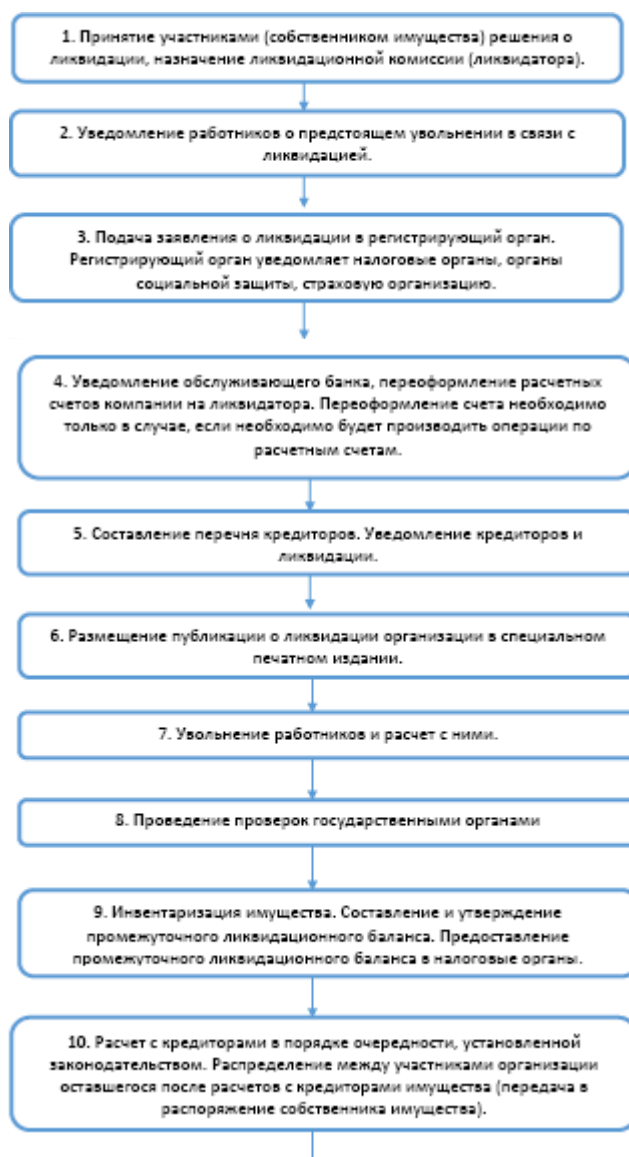 1. Принятие участниками (собственником имущества) решения о
ликвидации, назначение ликвидационной комиссии (ликвидатора).
2. Уведомление работников о предстоящем увольнении в связи с
ликвидацией.
3. Подача заявления о ликвидации в регистрирующий орган.
Регистрирующий орган уведомляет налоговые органы, органы
социальной защиты, страховую организацию.
4. Уведомление обслуживающего банка, переоформление расчетных
счетов компании на ликвидатора. Переоформление счета необходимо
только в случае, если необходимо будет производить операции по
расчетным счетам.
5. Составление перечня кредиторов. Уведомление кредиторов и
ликвидации.
6. Размещение публикации о ликвидации организации в специальном
печатном издании.
7. Увольнение работников и расчет с ними.
8. Проведение проверок государственными органами
9. Инвентаризация имущества. Составление и утверждение
промежуточного ликвидационного баланса. Предоставление
промежуточного ликвидационного баланса в налоговые органы.
10. Расчет с кредиторами в порядке очередности, установленной
законодательством. Распределение между участниками организации
оставшегося после расчетов с кредиторами имущества (передача в
распоряжение собственника имущества).